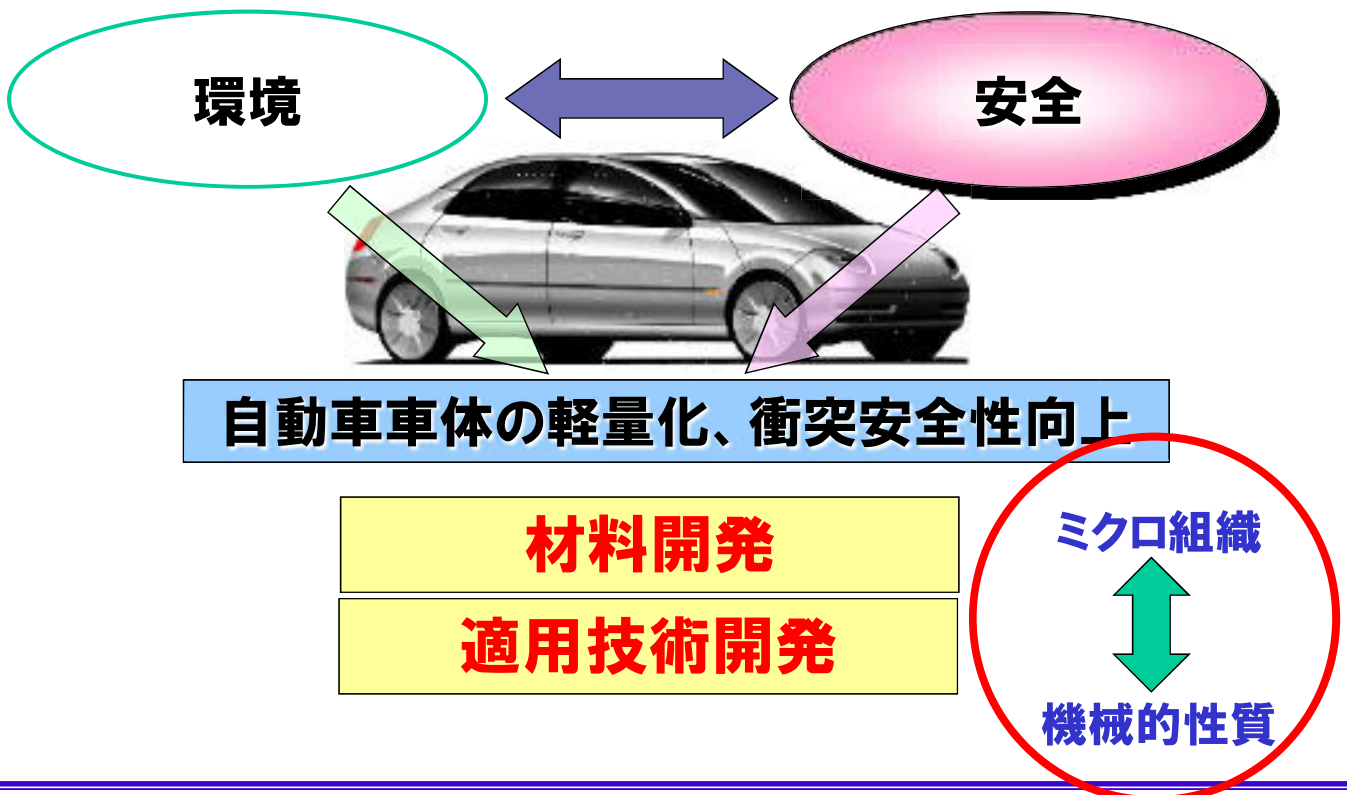 環境
安全
自動車車体の軽量化、衝突安全性向上
材料開発
適用技術開発
ミクロ組織
機械的性質